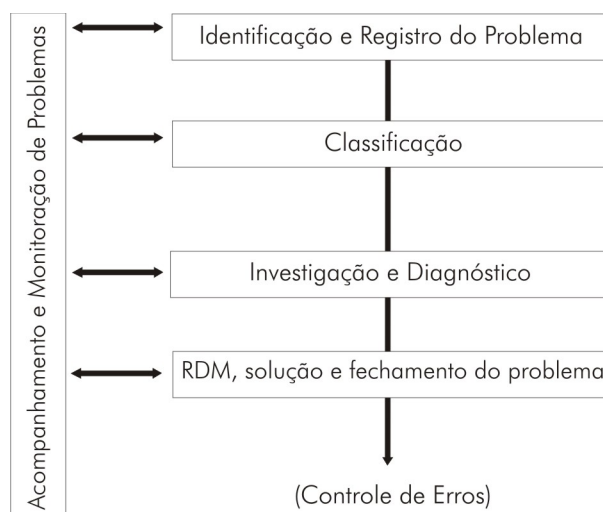 Acompanhamento e Monitoração de Problemas
Identificação e Registro do Problema
Classificação
Investigação e Diagnóstico
RDM, solução e fechamento do problema
(Controle de Erros)